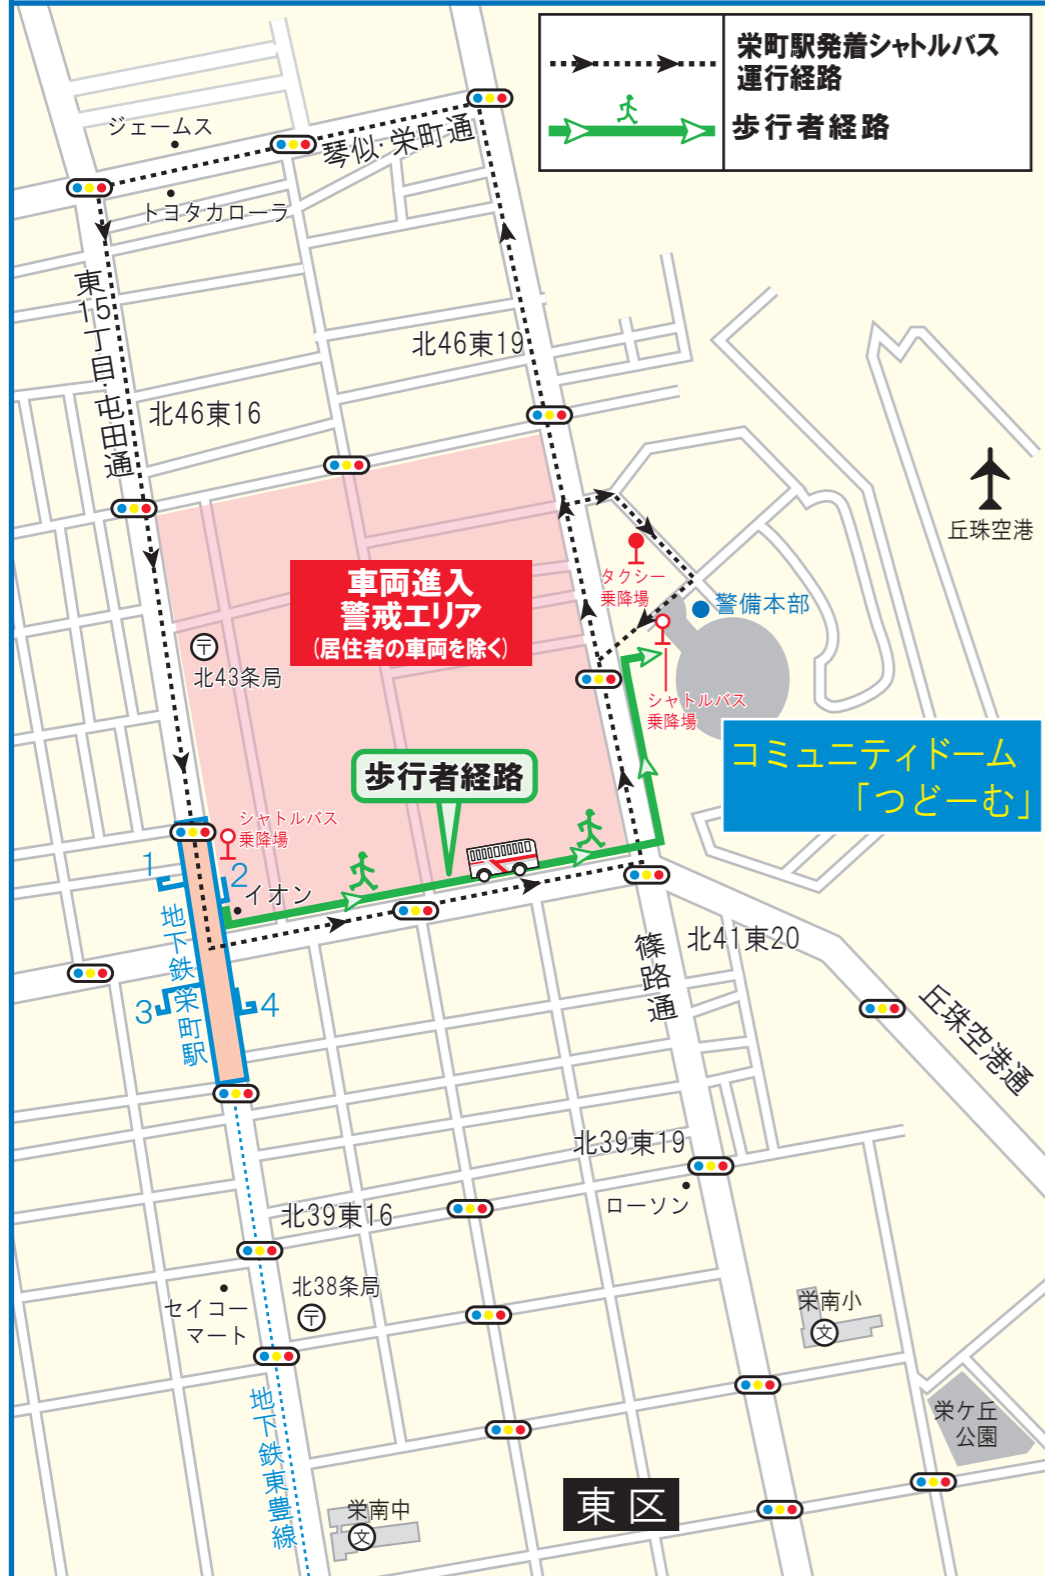 栄町駅発着シャトルバス
運行経路
歩行者経路
ジェームス
琴似・栄町通
トヨタカローラ
東15丁目・屯田通
北46東19
北46東16
丘珠空港
車両進入
警戒エリア
(居住者の車両を除く)
タクシー
乗降場
警備本部
〒
北43条局
シャトルバス
乗降場
コミュニティドーム
「つどーむ」
歩行者経路
シャトルバス
乗降場
1
2
イオン
地下鉄栄町駅
3
4
篠路通
北41東20
丘珠空港通
北39東19
ローソン
北39東16
北38条局
〒
セイコー
マート
栄南小
文
地下鉄東豊線
栄ケ丘
公園
栄南中
文
東区